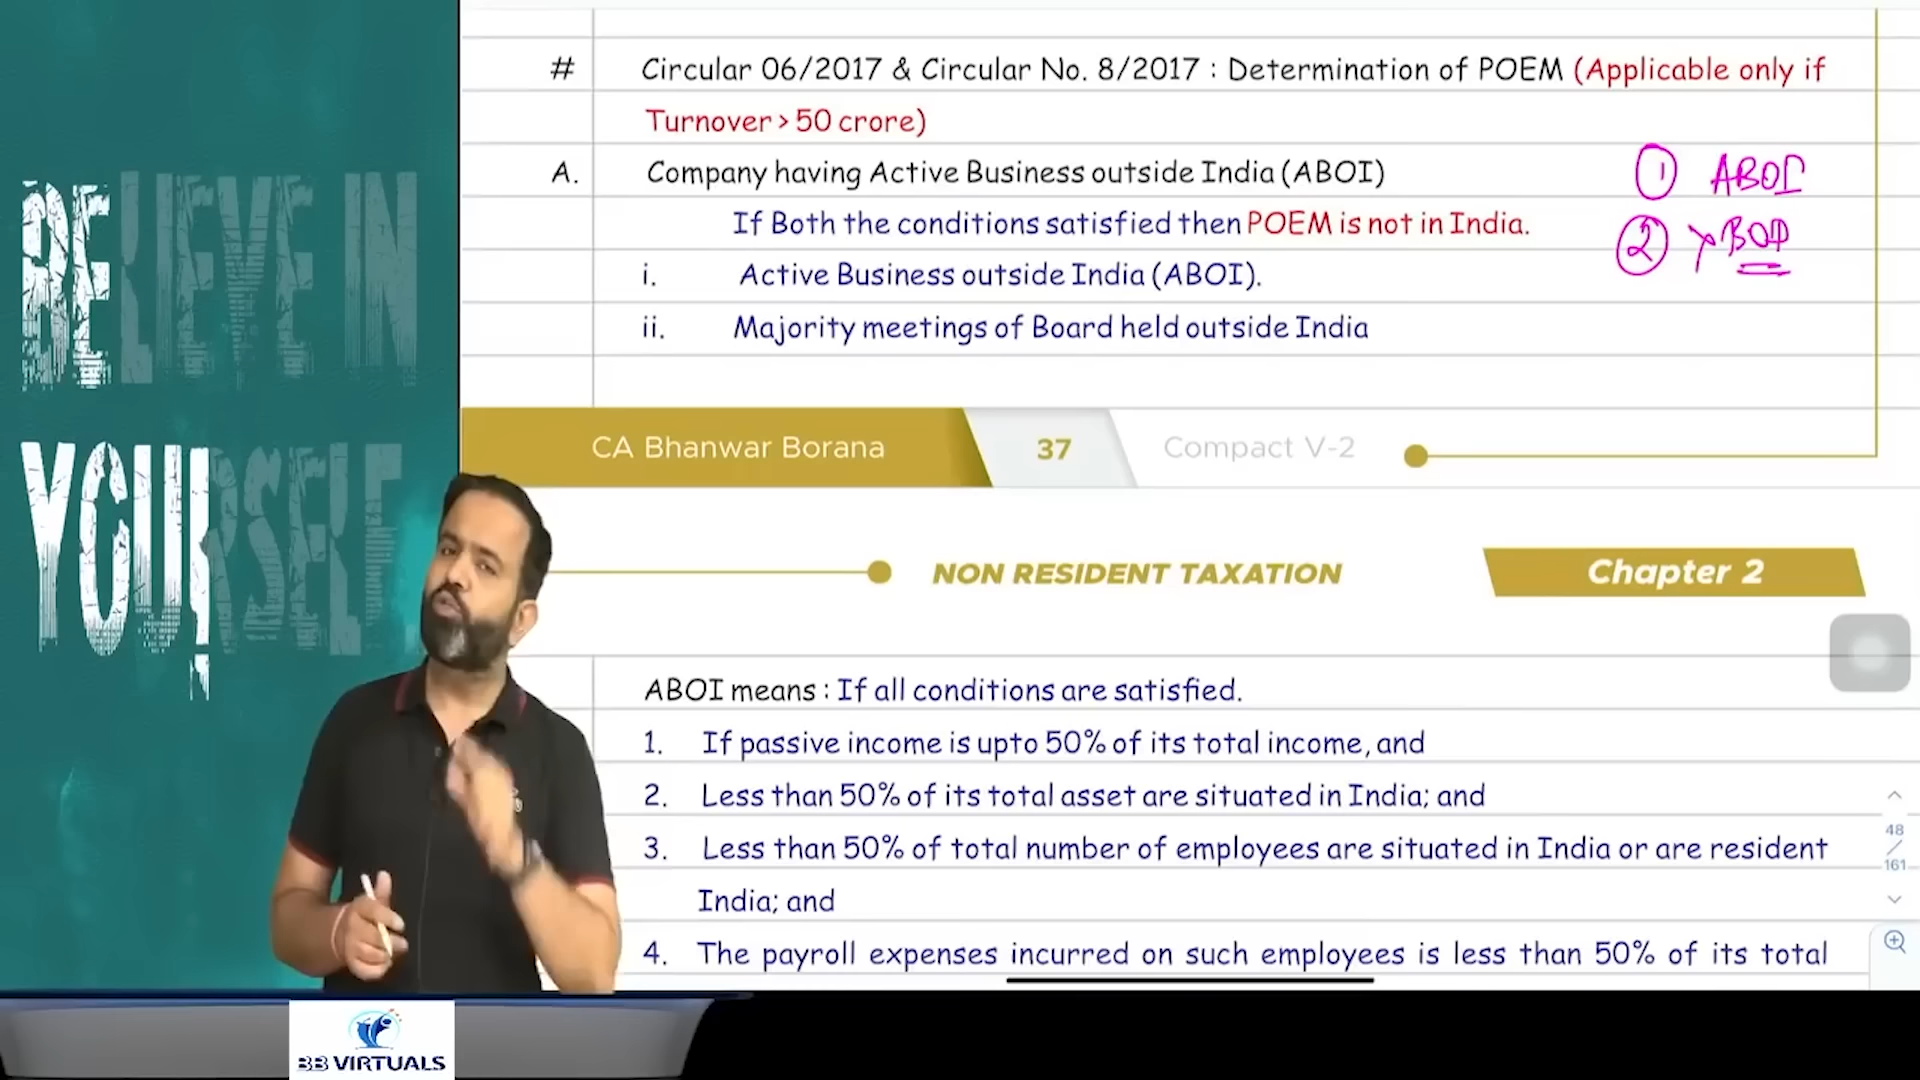 BELIEVE IN
YOURSELF
# Circular 06/2017 & Circular No. 8/2017 : Determination of POEM (Applicable only if
Turnover > 50 crore)
A. Company having Active Business outside India (ABOI)
If Both the conditions satisfied then POEM is not in India.
i. Active Business outside India (ABOI).
ii. Majority meetings of Board held outside India
1 ABOI
2 BOD
CA Bhanwar Borana 37 Compact V-2
NON RESIDENT TAXATION Chapter 2
ABOI means : If all conditions are satisfied.
1. If passive income is upto 50% of its total income, and
2. Less than 50% of its total asset are situated in India; and
3. Less than 50% of total number of employees are situated in India or are resident
India; and
4. The payroll expenses incurred on such employees is less than 50% of its total
48
/
161
BB VIRTUALS